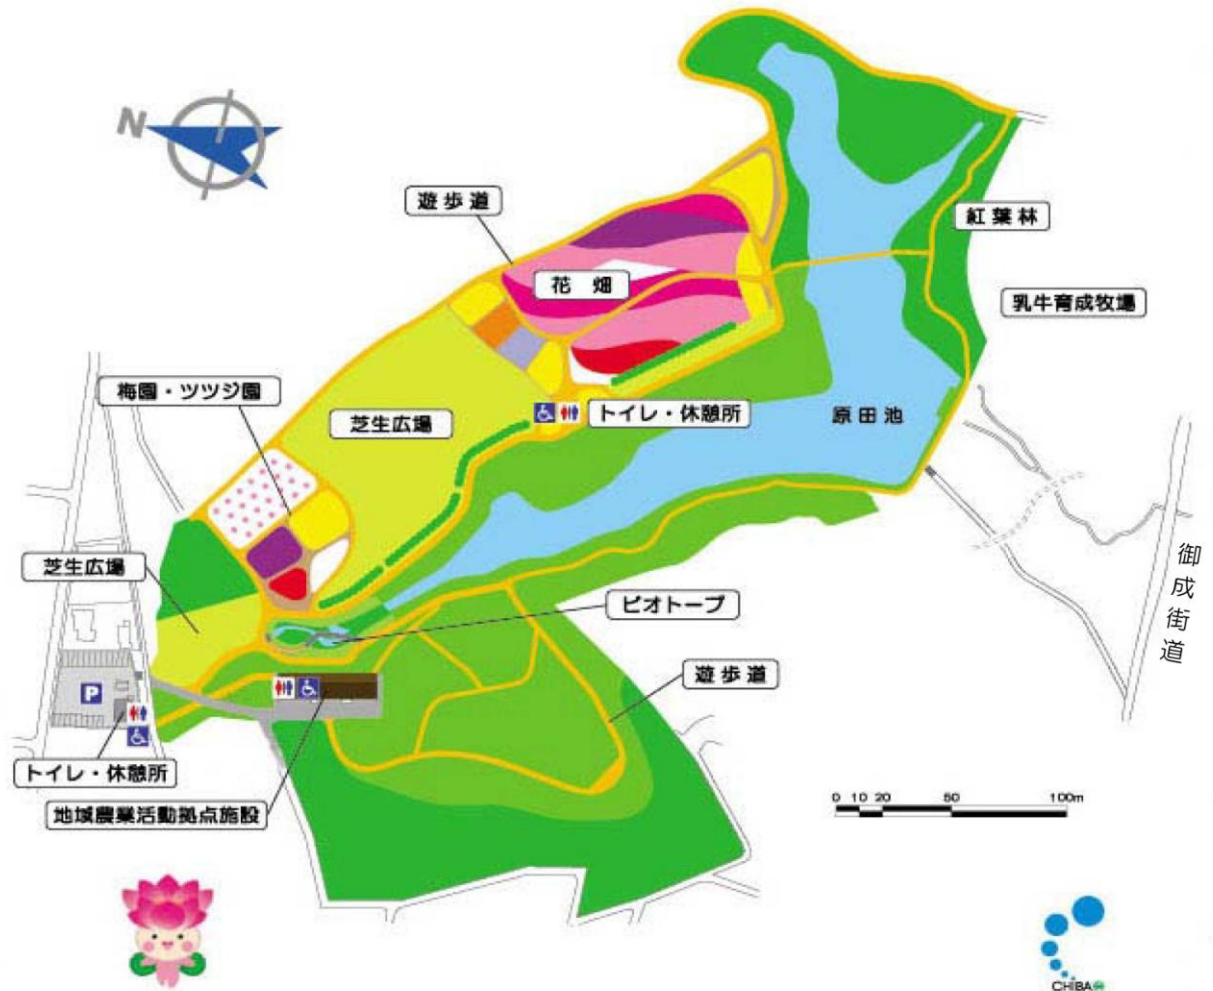 N
遊歩道
紅葉林
花畑
乳牛育成牧場
梅園・ツツジ園
芝生広場
トイレ・休憩所
原田池
芝生広場
御成街道
ビオトープ
遊歩道
P
トイレ・休憩所
地域農業活動拠点施設
0 10 20 50 100m
CHIBA